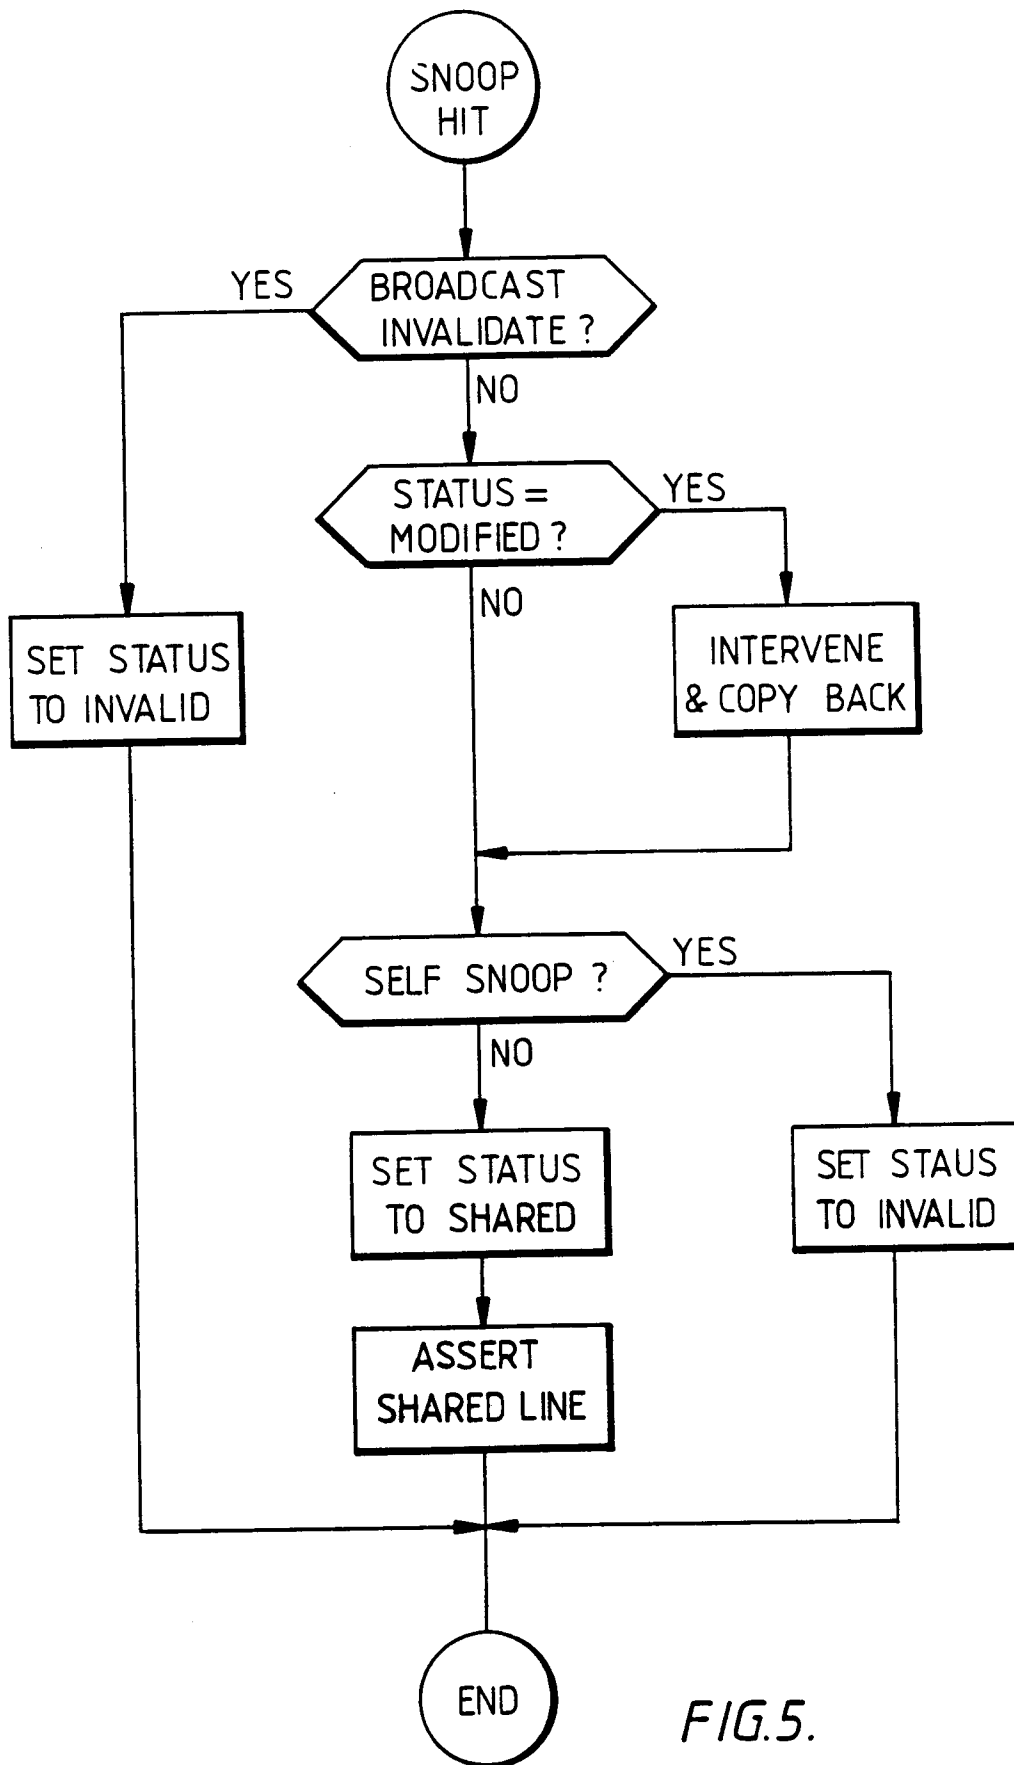 SNOOP
HIT
YES
BROADCAST
INVALIDATE ?
NO
STATUS =
MODIFIED ?
YES
NO
SET STATUS
TO INVALID
INTERVENE
& COPY BACK
SELF SNOOP ?
YES
NO
SET STATUS
TO SHARED
SET STAUS
TO INVALID
ASSERT
SHARED LINE
END
FIG.5.